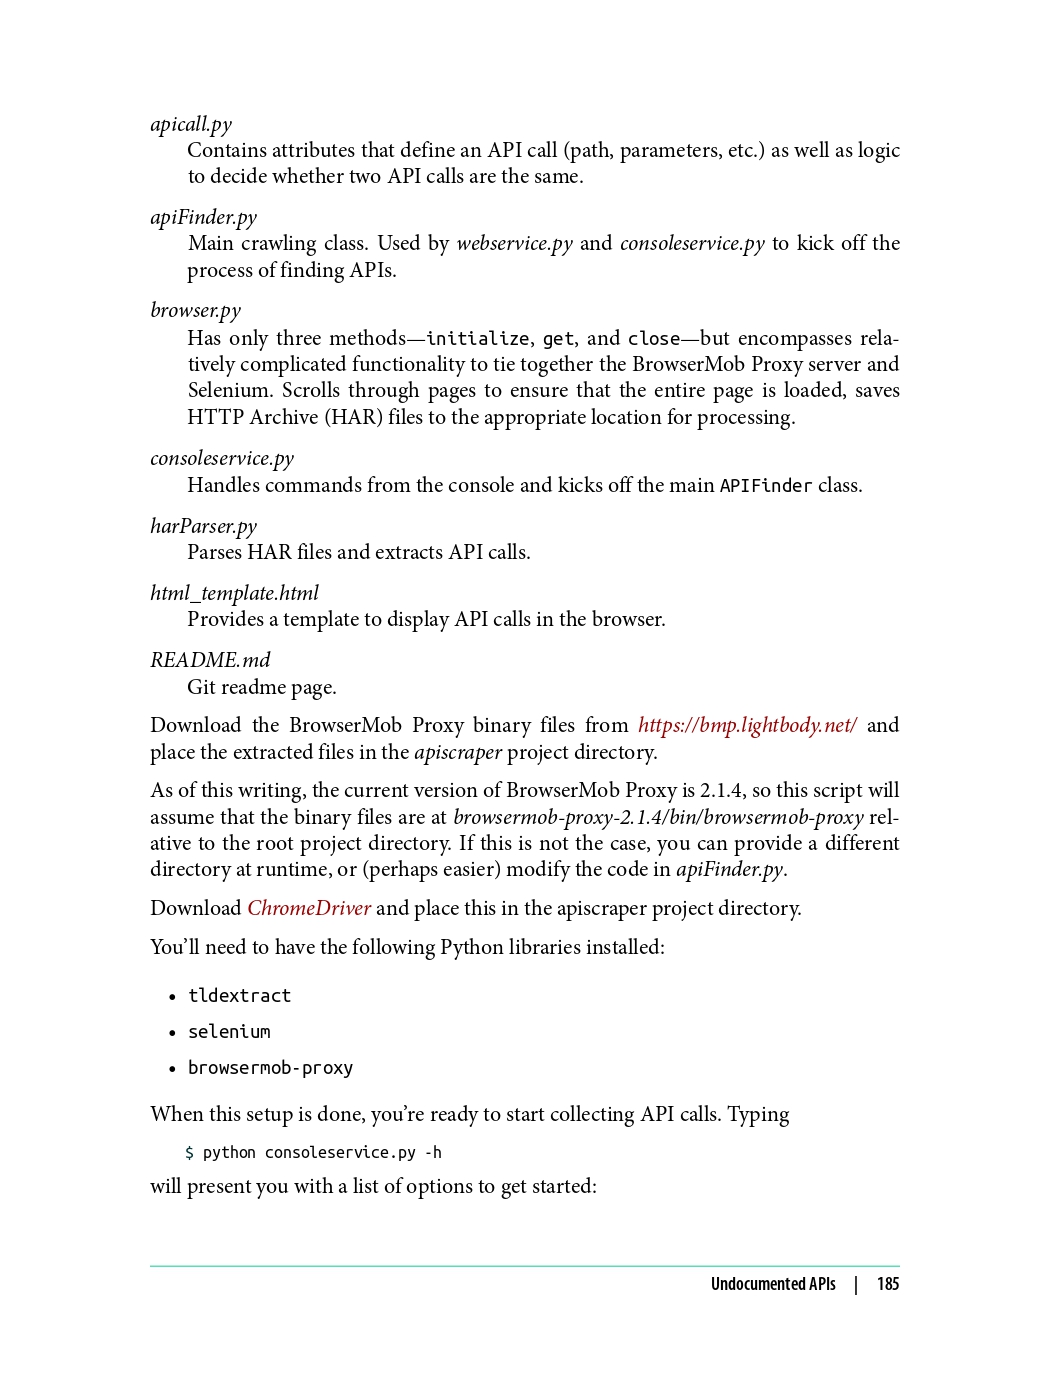 apicall.py
Contains attributes that define an API call (path, parameters, etc.) as well as logic
to decide whether two API calls are the same.
apiFinder.py
Main crawling class. Used by webservice.py and consoleservice.py to kick off the
process of finding APIs.
browser.py
Has only three methods—initialize, get, and close—but encompasses rela-
tively complicated functionality to tie together the BrowserMob Proxy server and
Selenium. Scrolls through pages to ensure that the entire page is loaded, saves
HTTP Archive (HAR) files to the appropriate location for processing.
consoleservice.py
Handles commands from the console and kicks off the main APIFinder class.
harParser.py
Parses HAR files and extracts API calls.
html_template.html
Provides a template to display API calls in the browser.
README.md
Git readme page.
Download the BrowserMob Proxy binary files from https://bmp.lightbody.net/ and
place the extracted files in the apiscraper project directory.
As of this writing, the current version of BrowserMob Proxy is 2.1.4, so this script will
assume that the binary files are at browsermob-proxy-2.1.4/bin/browsermob-proxy rel-
ative to the root project directory. If this is not the case, you can provide a different
directory at runtime, or (perhaps easier) modify the code in apiFinder.py.
Download ChromeDriver and place this in the apiscraper project directory.
You’ll need to have the following Python libraries installed:
• tldextract
• selenium
• browsermob-proxy
When this setup is done, you’re ready to start collecting API calls. Typing
$ python consoleservice.py -h
will present you with a list of options to get started:
Undocumented APIs | 185